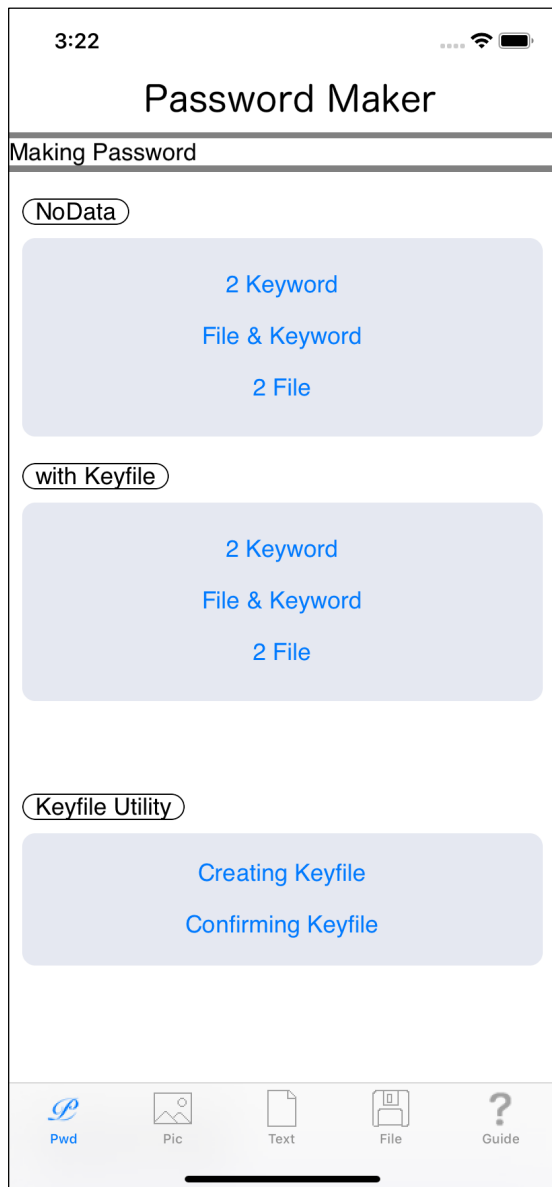 3:22
Password Maker
Making Password
NoData
2 Keyword
File & Keyword
2 File
with Keyfile
2 Keyword
File & Keyword
2 File
Keyfile Utility
Creating Keyfile
Confirming Keyfile
Pwd Pic Text File Guide